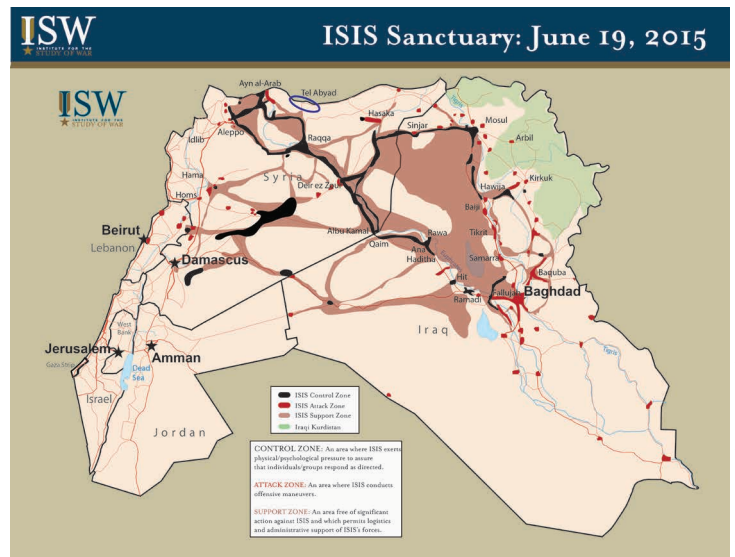 ISW
INSTITUTE FOR THE
STUDY OF WAR
ISIS Sanctuary: June 19, 2015
ISW
INSTITUTE FOR THE
STUDY OF WAR
Ayn al-Arab
Tel Abyad
Hasaka
Sinjar
Mosul
Arbil
Aleppo
Idlib
Raqqa
Kirkuk
Hawija
Hama
Syria
Deir ez Zour
Homs
Baiji
Albu Kamal
Rawa
Tikrit
Qaim
Ana
Hadithu
Samarra
Beirut
Lebanon
Damascus
Hit
Baquba
Fallujah
Baghdad
Ramadi
Iraq
West
Bank
Jerusalem
Amman
Gaza Strip
Dead
Sea
Tigris
Israel
Jordan
ISIS Control Zone
ISIS Attack Zone
ISIS Support Zone
Iraqi Kurdistan
CONTROL ZONE: An area where ISIS exerts
physical/psychological pressure to assure
that individuals/groups respond as directed.
ATTACK ZONE: An area where ISIS conducts
offensive maneuvers.
SUPPORT ZONE: An area free of significant
action against ISIS and which permits logistics
and administrative support of ISIS's forces.